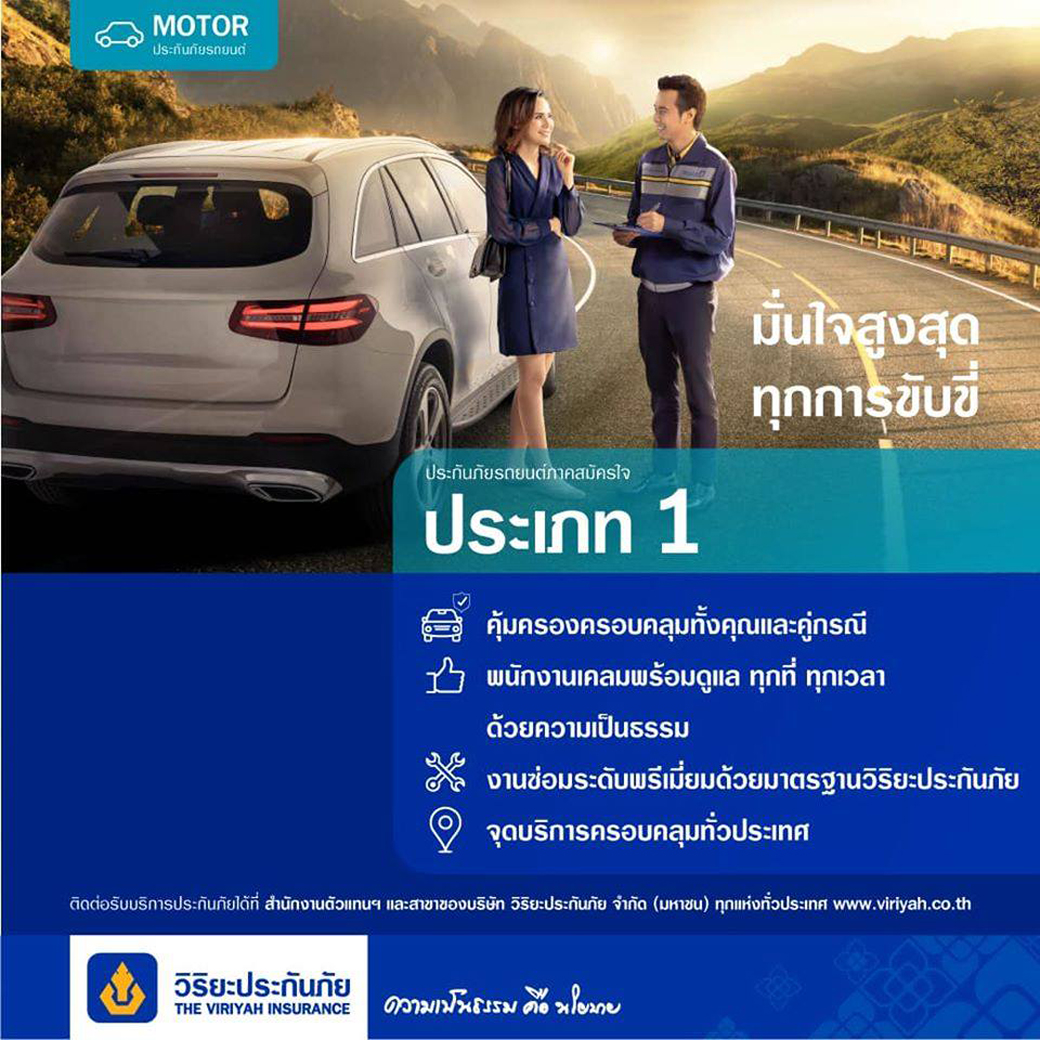 MOTOR
ประกันภัยรถยนต์
มั่นใจสูงสุด
ทุกการขับขี่
ประกันภัยรถยนต์ภาคสมัครใจ
ประเภท 1
คุ้มครองครอบคลุมทั้งคุณและคู่กรณี
พนักงานเคลมพร้อมดูแล ทุกที่ ทุกเวลา
ด้วยความเป็นธรรม
งานซ่อมระดับพรีเมี่ยมด้วยมาตรฐานวิริยะประกันภัย
จุดบริการครอบคลุมทั่วประเทศ
ติดต่อรับบริการประกันภัยได้ที่ สำนักงานตัวแทนฯ และสาขาของบริษัท วิริยะประกันภัย จำกัด (มหาชน) ทุกแห่งทั่วประเทศ www.viriyah.co.th
วิริยะประกันภัย
THE VIRIYAH INSURANCE
ความเป็นธรรม คือ นโยบาย